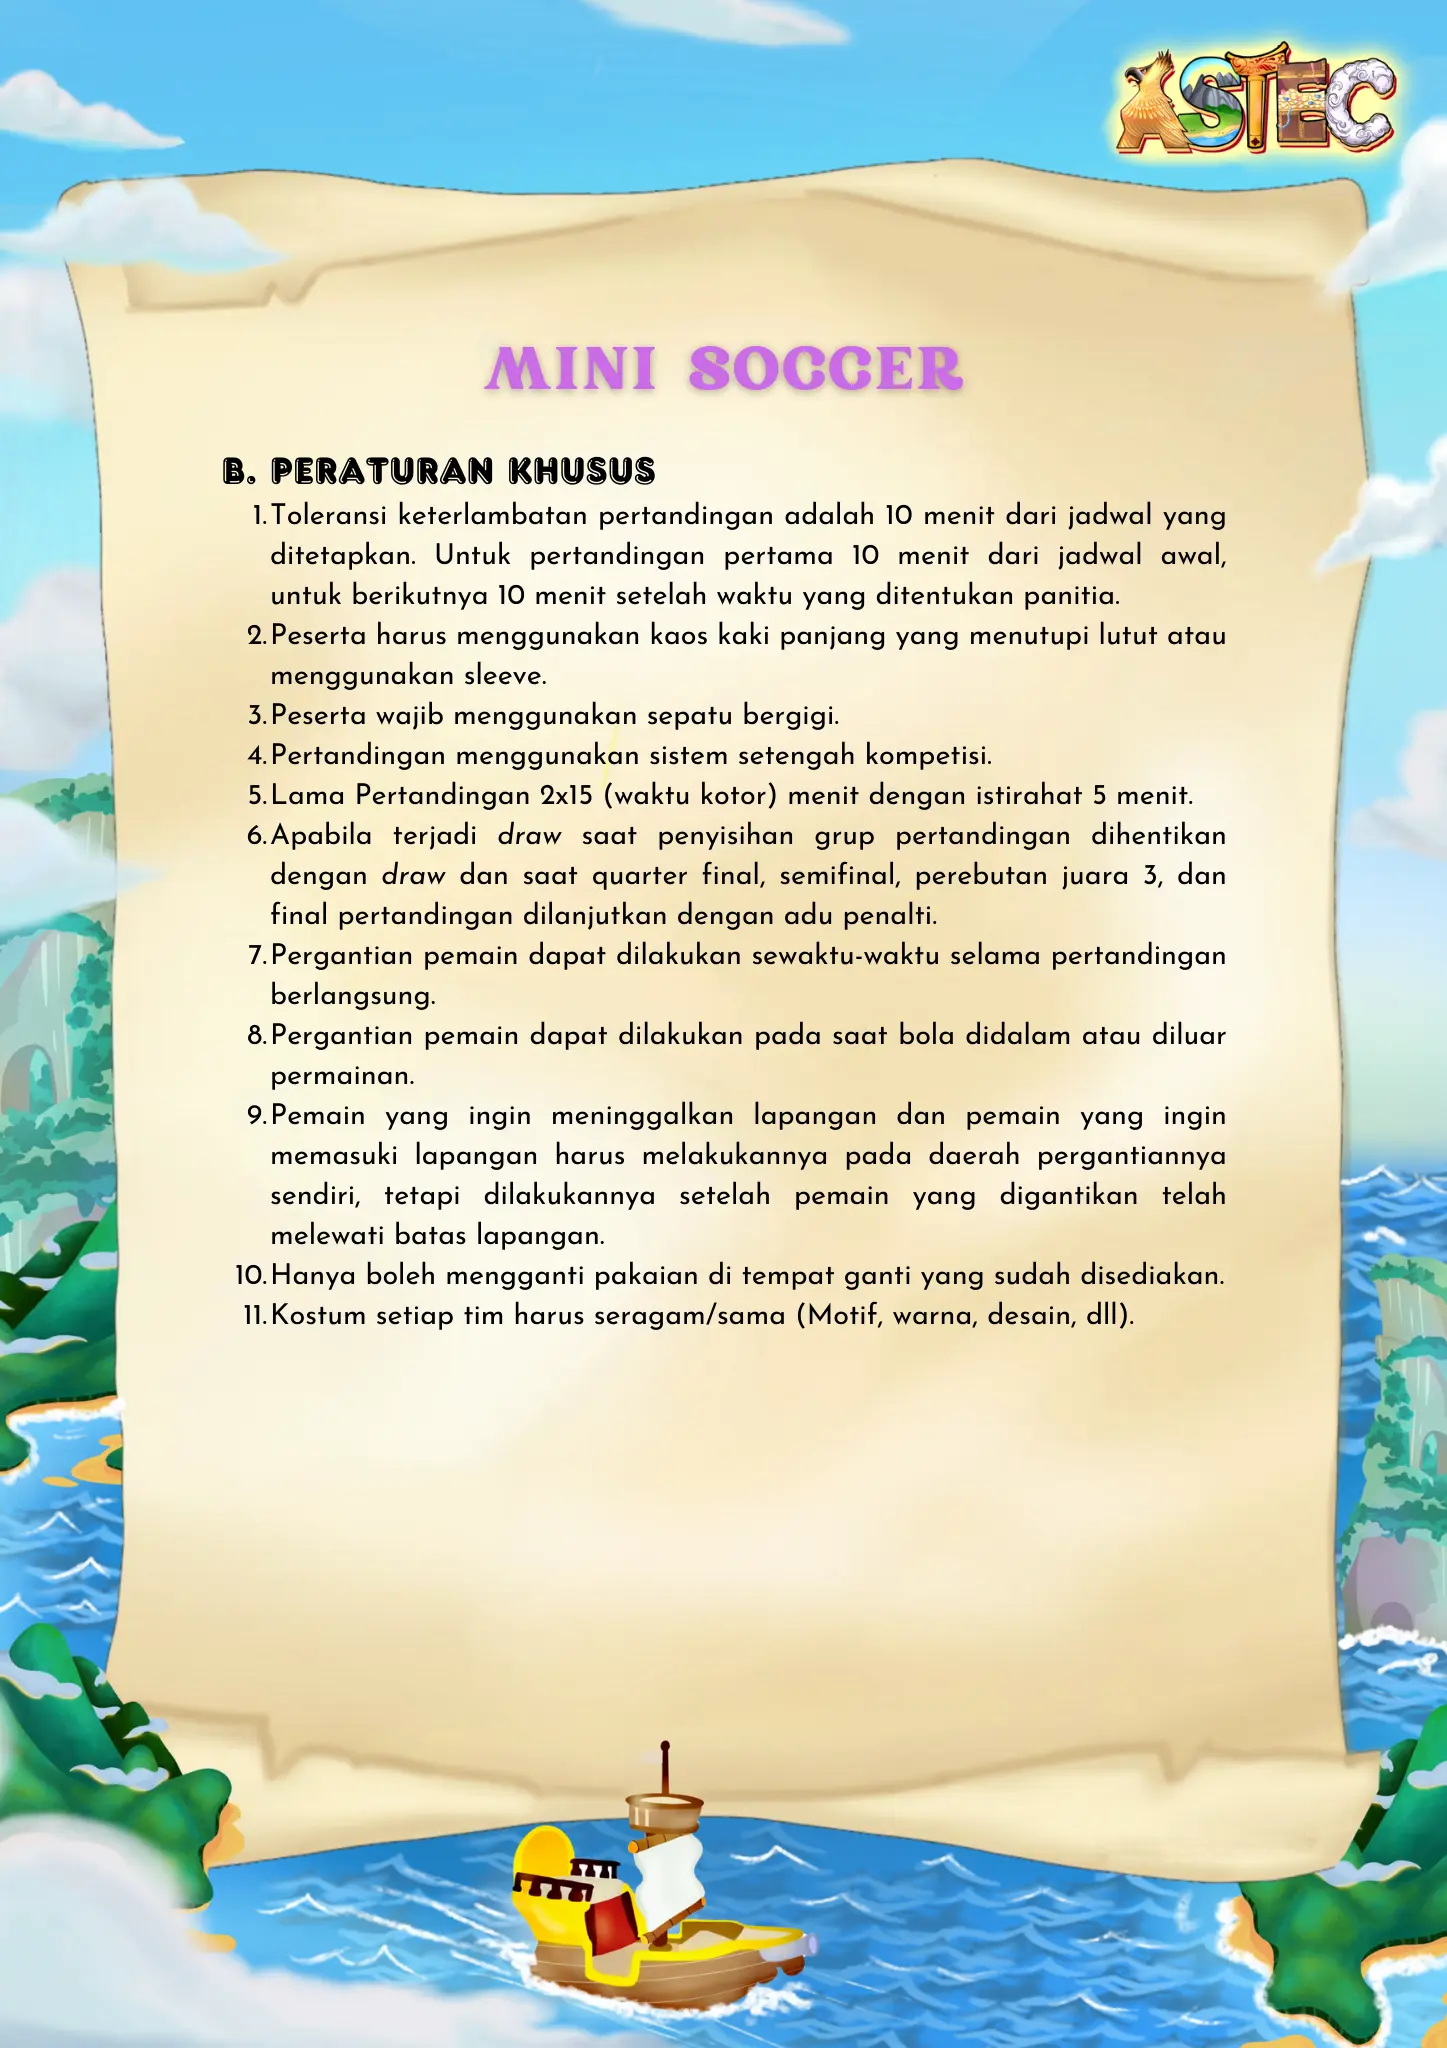 ASTEC
MINI SOCCER
B. PERATURAN KHUSUS
1. Toleransi keterlambatan pertandingan adalah 10 menit dari jadwal yang
ditetapkan. Untuk pertandingan pertama 10 menit dari jadwal awal,
untuk berikutnya 10 menit setelah waktu yang ditentukan panitia.
2. Peserta harus menggunakan kaos kaki panjang yang menutupi lutut atau
menggunakan sleeve.
3. Peserta wajib menggunakan sepatu bergigi.
4. Pertandingan menggunakan sistem setengah kompetisi.
5. Lama Pertandingan 2x15 (waktu kotor) menit dengan istirahat 5 menit.
6. Apabila terjadi draw saat penyisihan grup pertandingan dihentikan
dengan draw dan saat quarter final, semifinal, perebutan juara 3, dan
final pertandingan dilanjutkan dengan adu penalti.
7. Pergantian pemain dapat dilakukan sewaktu-waktu selama pertandingan
berlangsung.
8. Pergantian pemain dapat dilakukan pada saat bola didalam atau diluar
permainan.
9. Pemain yang ingin meninggalkan lapangan dan pemain yang ingin
memasuki lapangan harus melakukannya pada daerah pergantiannya
sendiri, tetapi dilakukannya setelah pemain yang digantikan telah
melewati batas lapangan.
10. Hanya boleh mengganti pakaian di tempat ganti yang sudah disediakan.
11. Kostum setiap tim harus seragam/sama (Motif, warna, desain, dll).